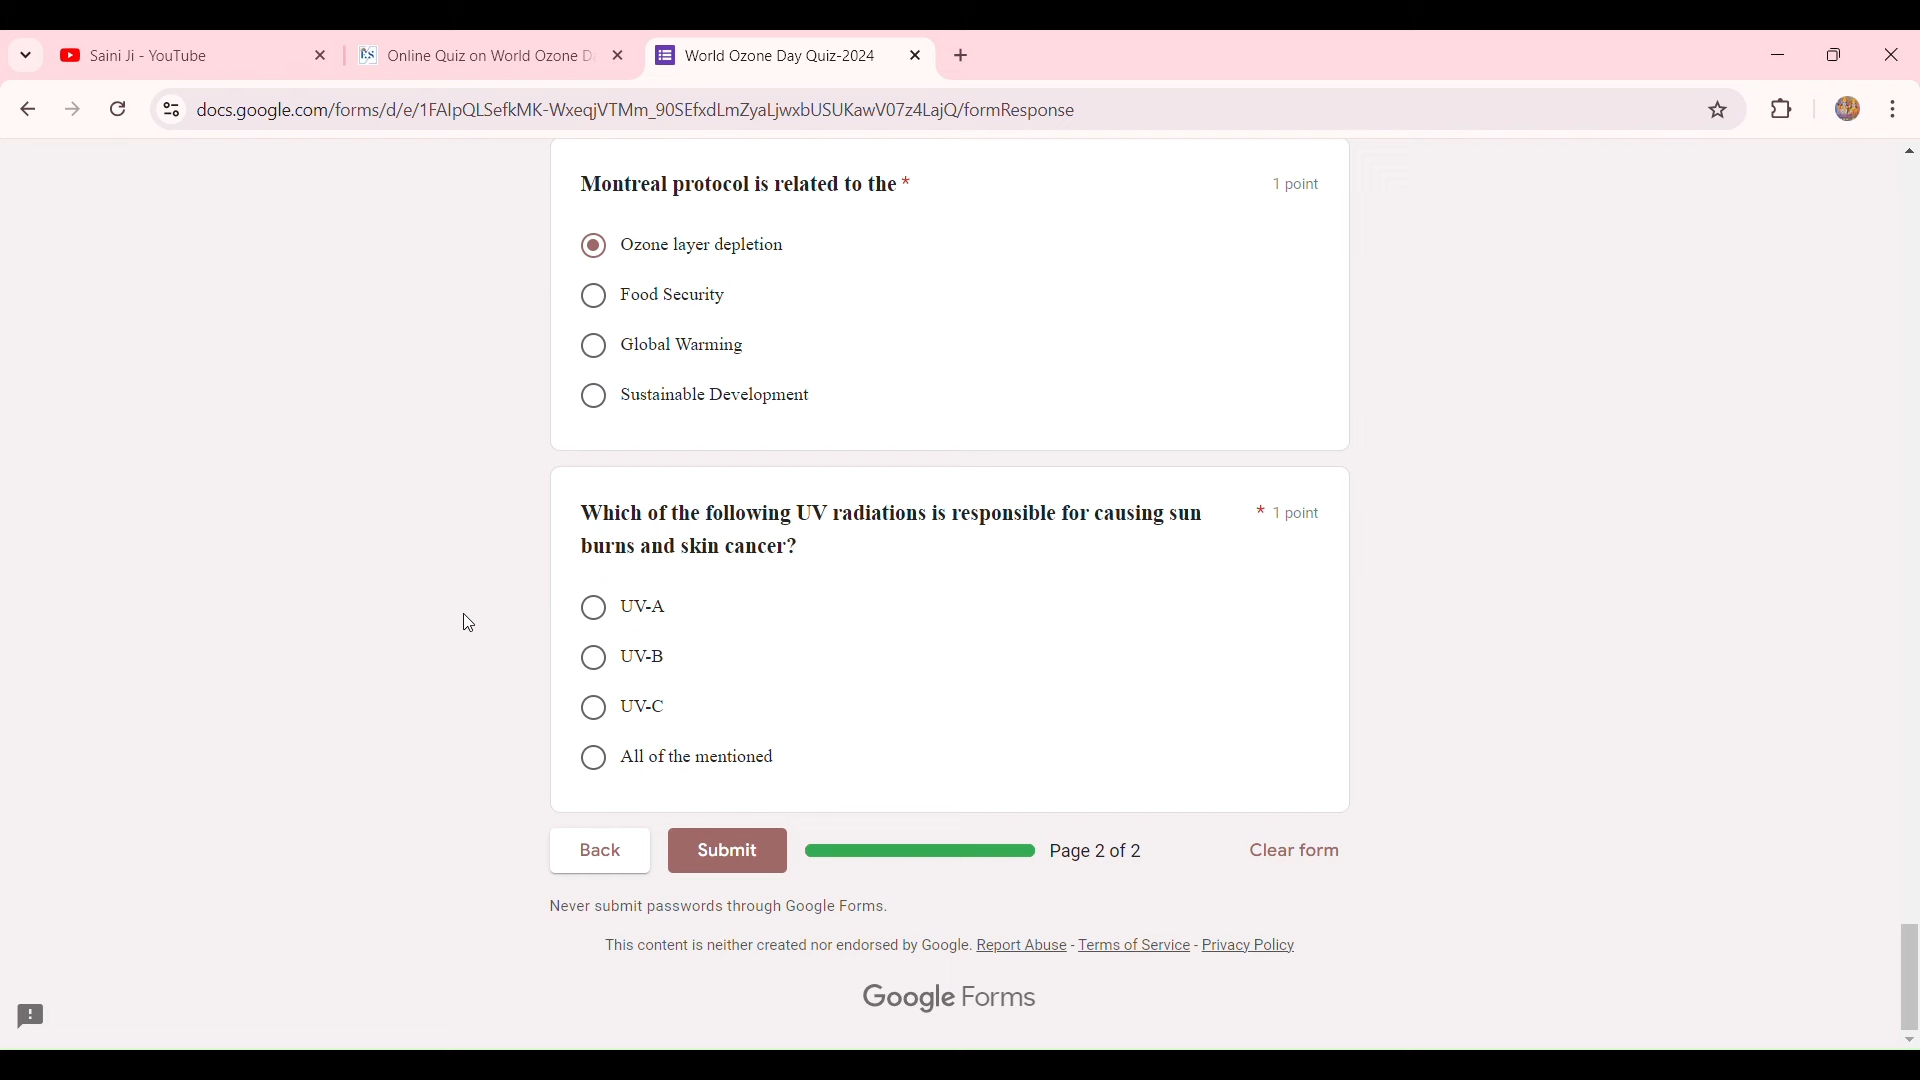 Saini Ji - YouTube
Online Quiz on World Ozone D
World Ozone Day Quiz-2024
docs.google.com/forms/d/e/1FAIpQLSefkMK-WxeqjVTMm_90SEfxdLmZyaLjwxbUSUKawV07z4LajQ/formResponse
Montreal protocol is related to the *
1 point
Ozone layer depletion
Food Security
Global Warming
Sustainable Development
Which of the following UV radiations is responsible for causing sun
* 1 point
burns and skin cancer?
UV-A
UV-B
UV-C
All of the mentioned
Back
Submit
Page 2 of 2
Clear form
Never submit passwords through Google Forms.
This content is neither created nor endorsed by Google. Report Abuse - Terms of Service - Privacy Policy
Google Forms